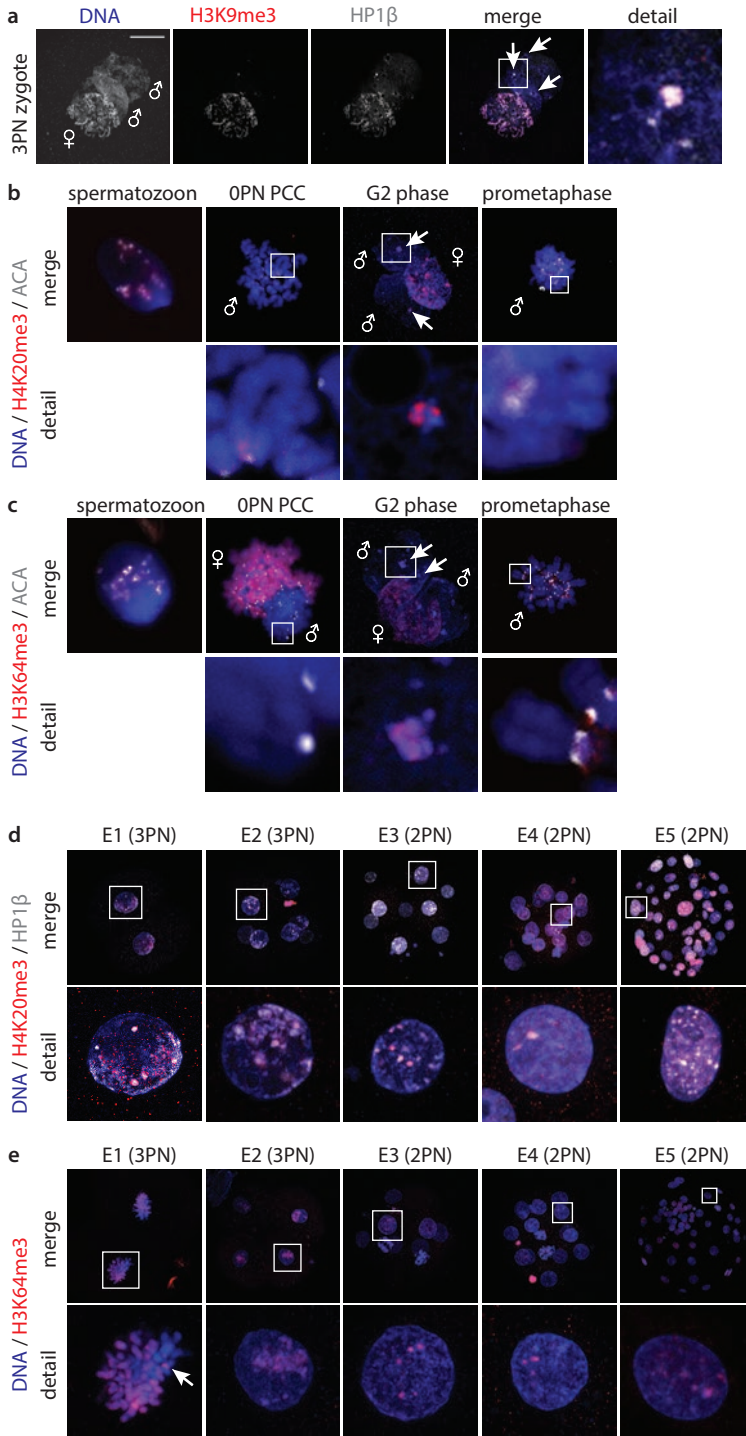 a DNA H3K9me3 HP1β merge detail
3PN zygote
♀ ♂ ♂
b spermatozoon 0PN PCC G2 phase prometaphase
DNA / H4K20me3 / ACA
merge
♂ ♂ ♂ ♀ ♂
detail
c spermatozoon 0PN PCC G2 phase prometaphase
DNA / H3K64me3 / ACA
merge
♀ ♂ ♂ ♂ ♀ ♂
detail
d E1 (3PN) E2 (3PN) E3 (2PN) E4 (2PN) E5 (2PN)
DNA / H4K20me3 / HP1β
merge
detail
e E1 (3PN) E2 (3PN) E3 (2PN) E4 (2PN) E5 (2PN)
DNA / H3K64me3
merge
detail